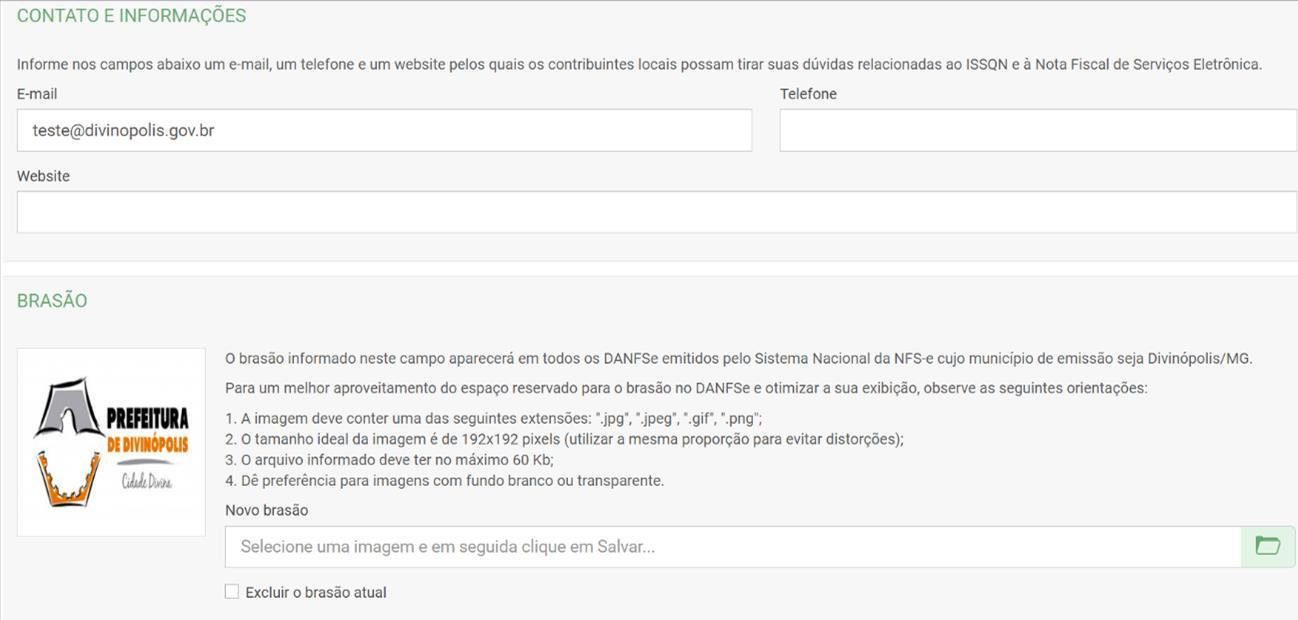 CONTATO E INFORMAÇÕES
Informe nos campos abaixo um e-mail, um telefone e um website pelos quais os contribuintes locais possam tirar suas dúvidas relacionadas ao ISSQN e à Nota Fiscal de Serviços Eletrônica.
E-mail
Telefone
teste@divinopolis.gov.br
Website
BRASÃO
PREFEITURA
DE DIVINÓPOLIS
Cidade Divina
O brasão informado neste campo aparecerá em todos os DANFSe emitidos pelo Sistema Nacional da NFS-e cujo município de emissão seja Divinópolis/MG.
Para um melhor aproveitamento do espaço reservado para o brasão no DANFSe e otimizar a sua exibição, observe as seguintes orientações:
1. A imagem deve conter uma das seguintes extensões: ".jpg", ".jpeg", ".gif", ".png";
2. O tamanho ideal da imagem é de 192x192 pixels (utilizar a mesma proporção para evitar distorções);
3. O arquivo informado deve ter no máximo 60 Kb;
4. Dê preferência para imagens com fundo branco ou transparente.
Novo brasão
Selecione uma imagem e em seguida clique em Salvar...
Excluir o brasão atual